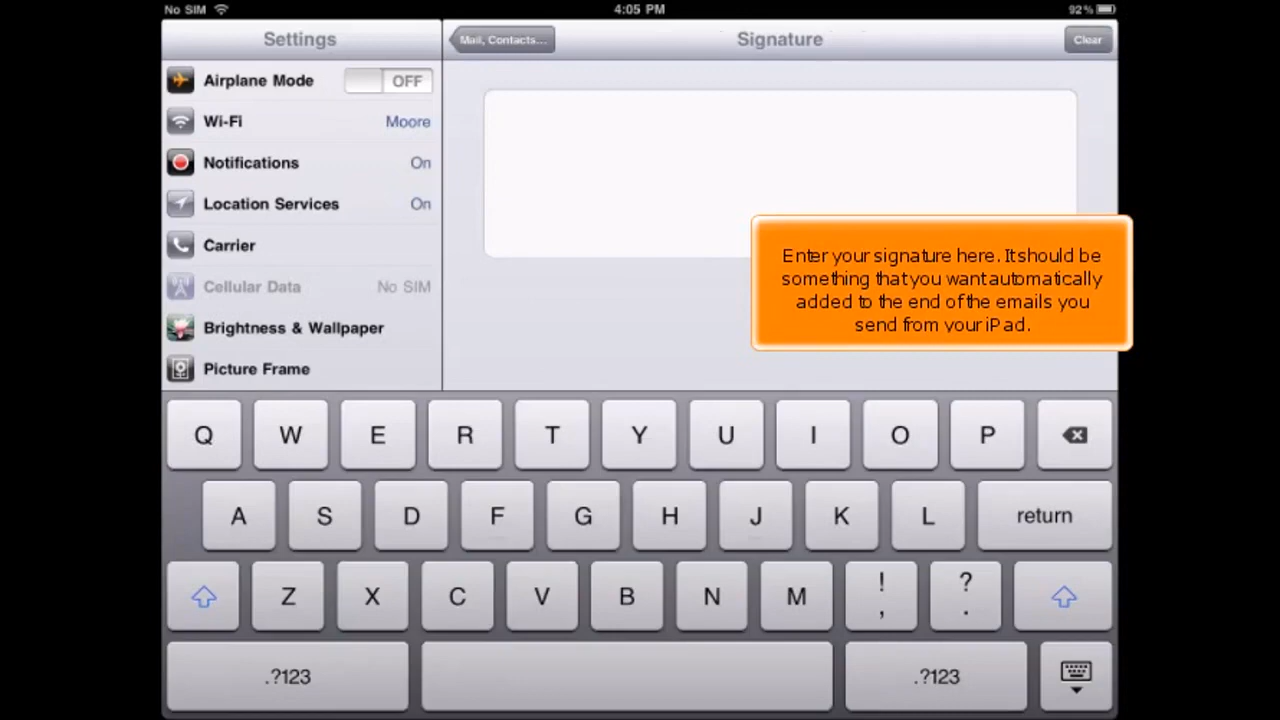 No SIM 4:05 PM 92%
Settings
Mail, Contacts... Signature Clear
Airplane Mode OFF
Wi-Fi Moore
Notifications On
Location Services On
Carrier
Cellular Data No SIM
Brightness & Wallpaper
Picture Frame
Enter your signature here. It should be
something that you want automatically
added to the end of the emails you
send from your iPad.
Q W E R T Y U I O P
A S D F G H J K L return
Z X C V B N M ! , ? .
.?123 .?123